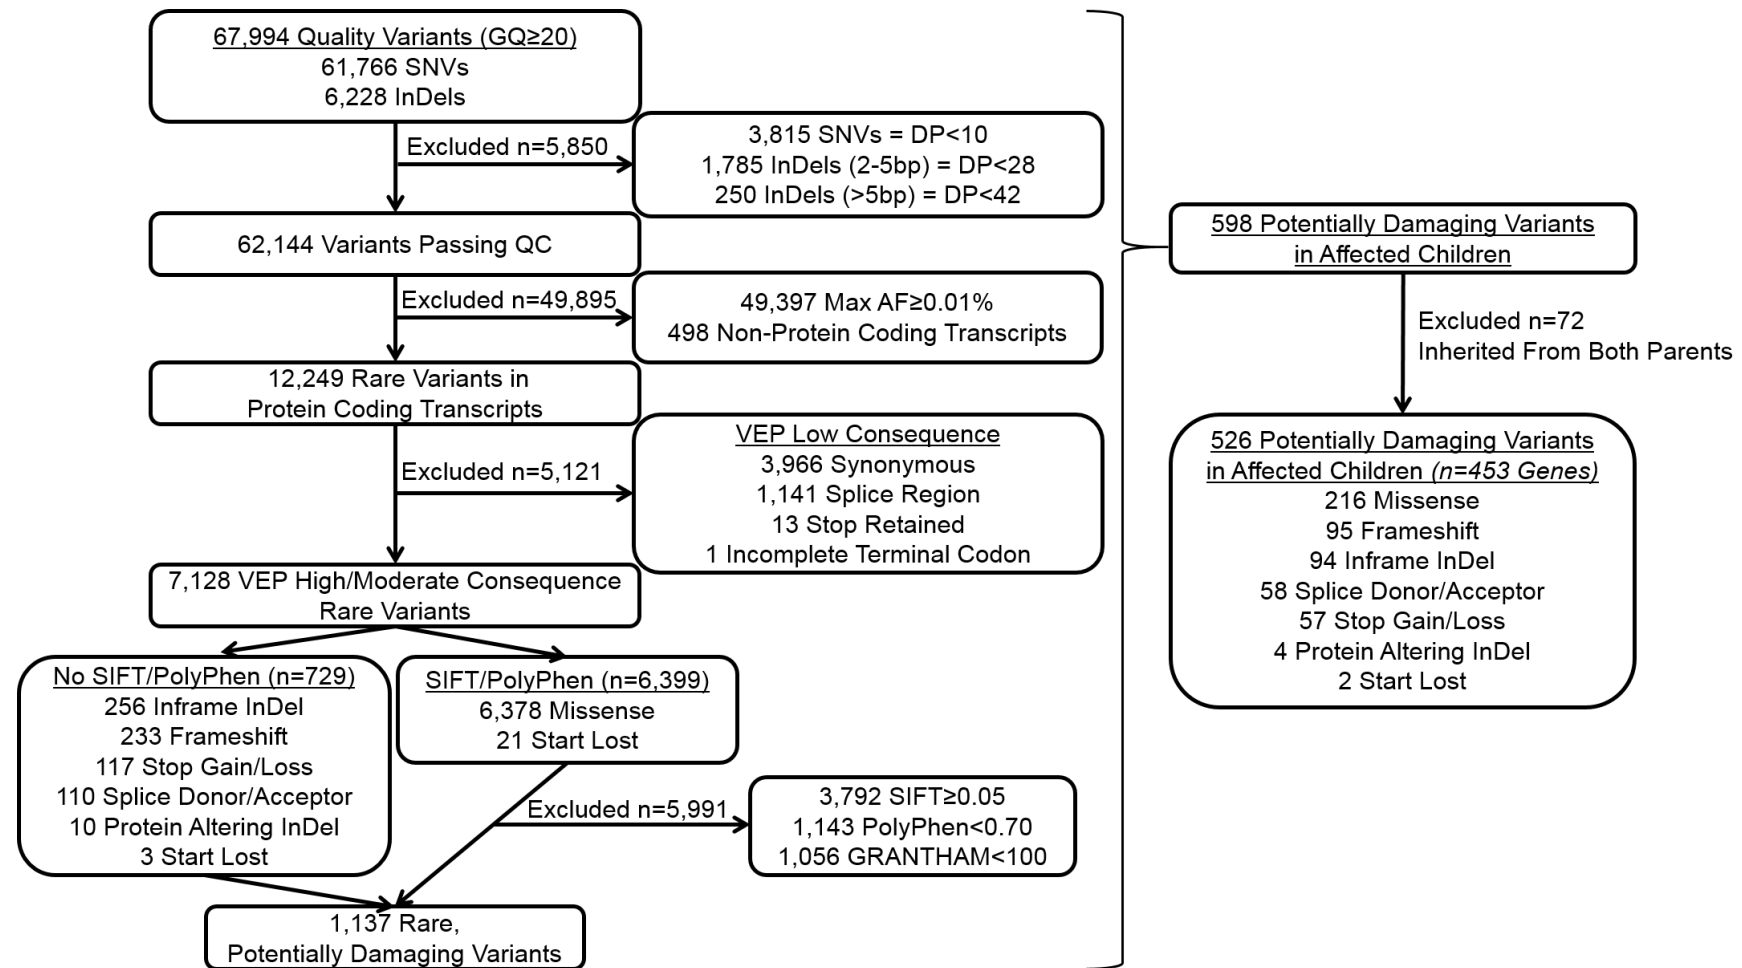 67,994 Quality Variants (GQ≥20)
61,766 SNVs
6,228 InDels
Excluded n=5,850
3,815 SNVs = DP<10
1,785 InDels (2-5bp) = DP<28
250 InDels (>5bp) = DP<42
62,144 Variants Passing QC
Excluded n=49,895
49,397 Max AF≥0.01%
498 Non-Protein Coding Transcripts
12,249 Rare Variants in
Protein Coding Transcripts
Excluded n=5,121
VEP Low Consequence
3,966 Synonymous
1,141 Splice Region
13 Stop Retained
1 Incomplete Terminal Codon
7,128 VEP High/Moderate Consequence
Rare Variants
No SIFT/PolyPhen (n=729)
256 Inframe InDel
233 Frameshift
117 Stop Gain/Loss
110 Splice Donor/Acceptor
10 Protein Altering InDel
3 Start Lost
SIFT/PolyPhen (n=6,399)
6,378 Missense
21 Start Lost
Excluded n=5,991
3,792 SIFT≥0.05
1,143 PolyPhen<0.70
1,056 GRANTHAM<100
1,137 Rare,
Potentially Damaging Variants
598 Potentially Damaging Variants
in Affected Children
Excluded n=72
Inherited From Both Parents
526 Potentially Damaging Variants
in Affected Children (n=453 Genes)
216 Missense
95 Frameshift
94 Inframe InDel
58 Splice Donor/Acceptor
57 Stop Gain/Loss
4 Protein Altering InDel
2 Start Lost